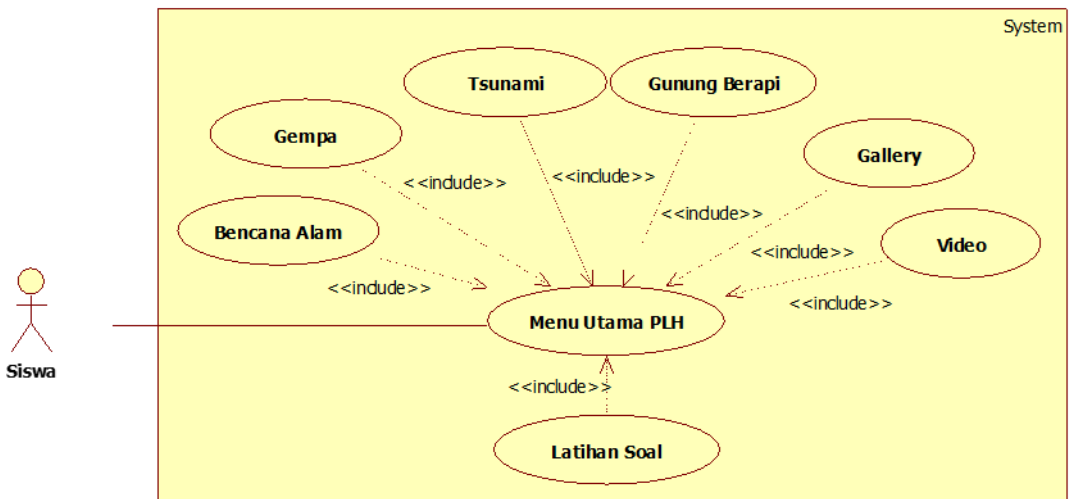 System
Tsunami
Gunung Berapi
Gempa
Gallery
<<include>>
<<include>>
<<include>>
Bencana Alam
<<include>>
Video
<<include>>
<<include>>
Menu Utama PLH
Siswa
<<include>>
Latihan Soal